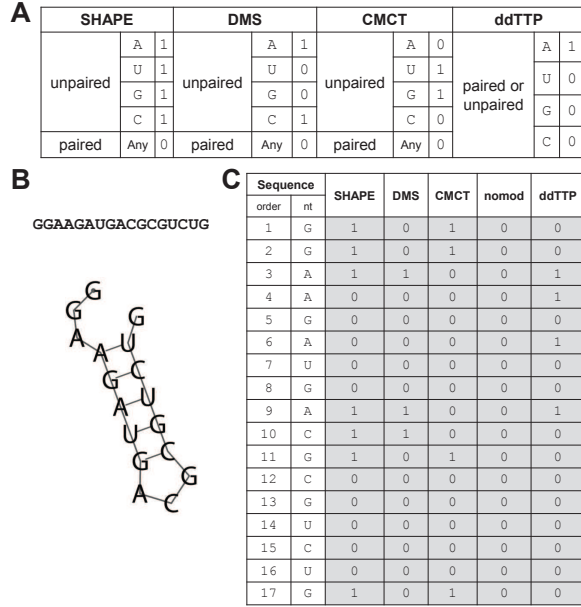 A
SHAPE DMS CMCT ddTTP
unpaired A 1 unpaired A 1 unpaired A 0 paired or unpaired A 1
U 1 U 0 U 1 U 0
G 1 G 0 G 1 G 0
C 1 C 1 C 0 C 0
paired Any 0 paired Any 0 paired Any 0
B
GGAAGAUGACGCGUCUG
G
G
A
A
G
A
U
G
A
C
G
C
G
U
C
U
G
C
Sequence SHAPE DMS CMCT nomod ddTTP
order nt
1 G 1 0 1 0 0
2 G 1 0 1 0 0
3 A 1 1 0 0 1
4 A 0 0 0 0 1
5 G 0 0 0 0 0
6 A 0 0 0 0 1
7 U 0 0 0 0 0
8 G 0 0 0 0 0
9 A 1 1 0 0 1
10 C 1 1 0 0 0
11 G 1 0 1 0 0
12 C 0 0 0 0 0
13 G 0 0 0 0 0
14 U 0 0 0 0 0
15 C 0 0 0 0 0
16 U 0 0 0 0 0
17 G 1 0 1 0 0